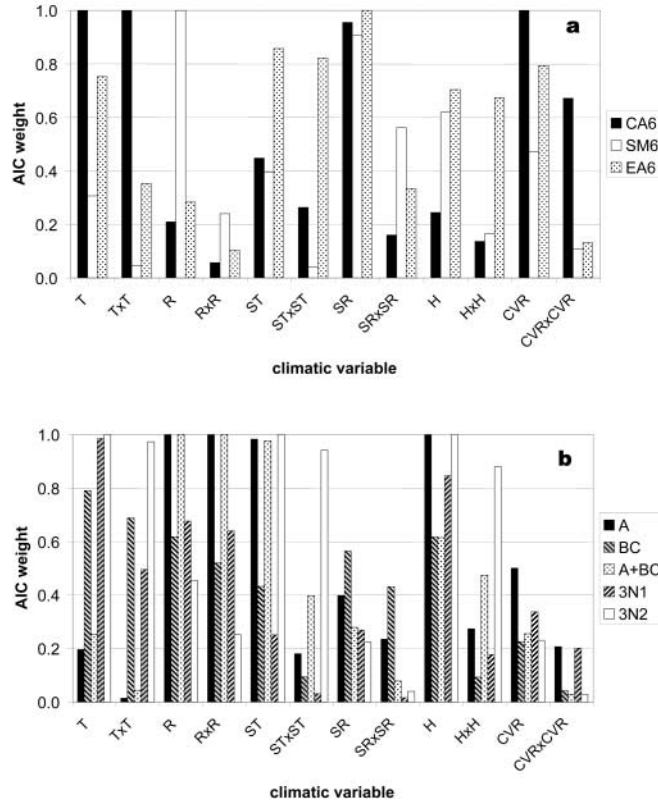 a
1.0
0.8
0.6
0.4
0.2
0.0
AIC weight
T
TxT
R
RxR
ST
STxST
SR
SRxSR
H
HxH
CVR
CVRxCVR
climatic variable
CA6
SM6
EA6
b
1.0
0.8
0.6
0.4
0.2
0.0
AIC weight
T
TxT
R
RxR
ST
STxST
SR
SRxSR
H
HxH
CVR
CVRxCVR
climatic variable
A
BC
A+BC
3N1
3N2